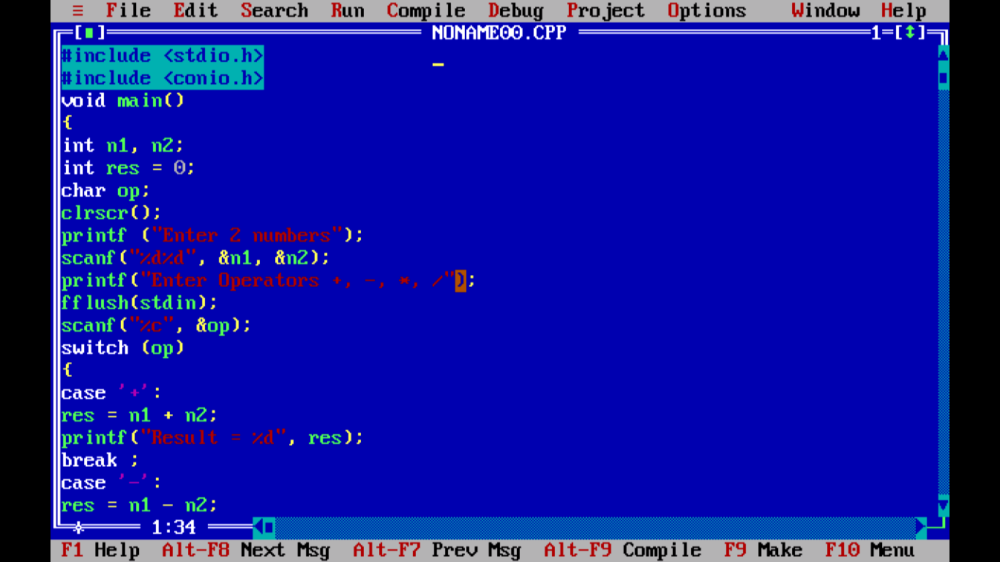 ≡ File Edit Search Run Compile Debug Project Options Window Help
[■] NONAME00.CPP 1=[↕]
#include <stdio.h>
#include <conio.h>
void main()
{
int n1, n2;
int res = 0;
char op;
clrscr();
printf ("Enter 2 numbers");
scanf("%d%d", &n1, &n2);
printf("Enter Operators +, -, *, /");
fflush(stdin);
scanf("%c", &op);
switch (op)
{
case '+':
res = n1 + n2;
printf("Result = %d", res);
break ;
case '-':
res = n1 - n2;
1:34
F1 Help Alt-F8 Next Msg Alt-F7 Prev Msg Alt-F9 Compile F9 Make F10 Menu